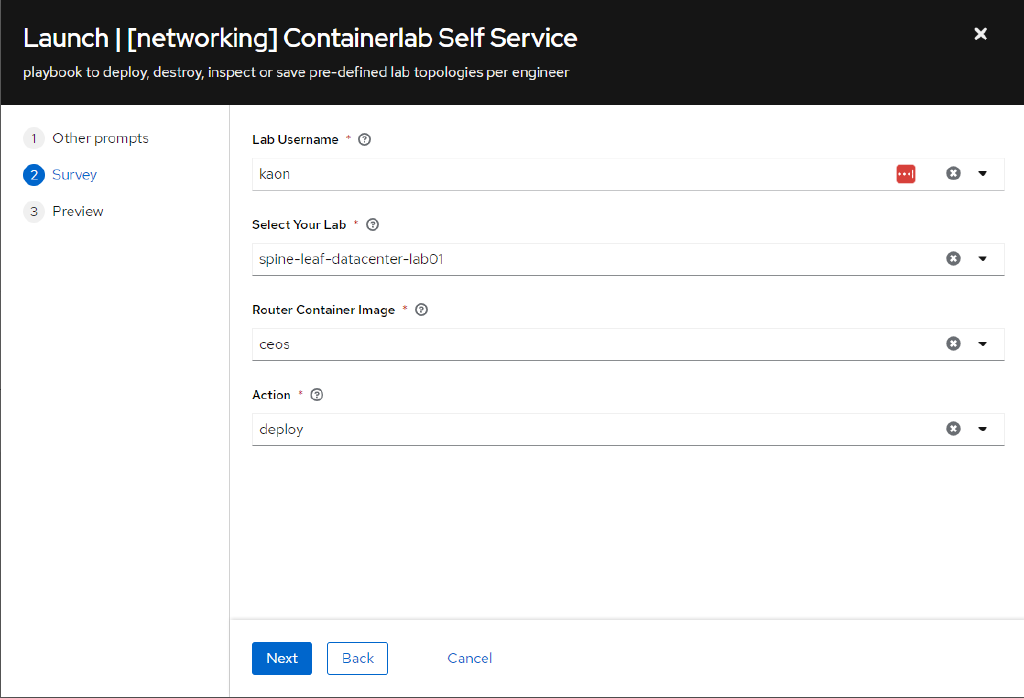 Launch | [networking] Containerlab Self Service
playbook to deploy, destroy, inspect or save pre-defined lab topologies per engineer
1 Other prompts
2 Survey
3 Preview
Lab Username *
kaon
Select Your Lab *
spine-leaf-datacenter-lab01
Router Container Image *
ceos
Action *
deploy
Next Back Cancel